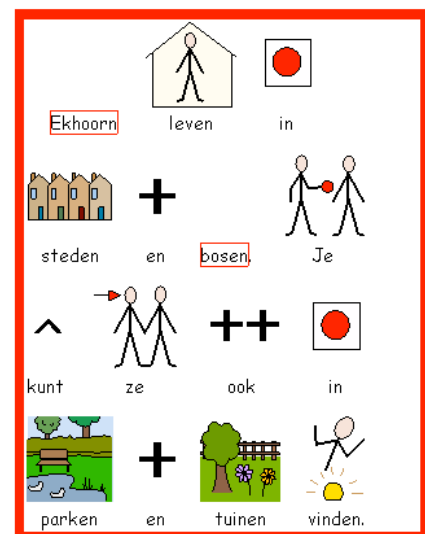 Ekhoorn leven in
steden en bosen. Je
kunt ze ook in
parken en tuinen vinden.